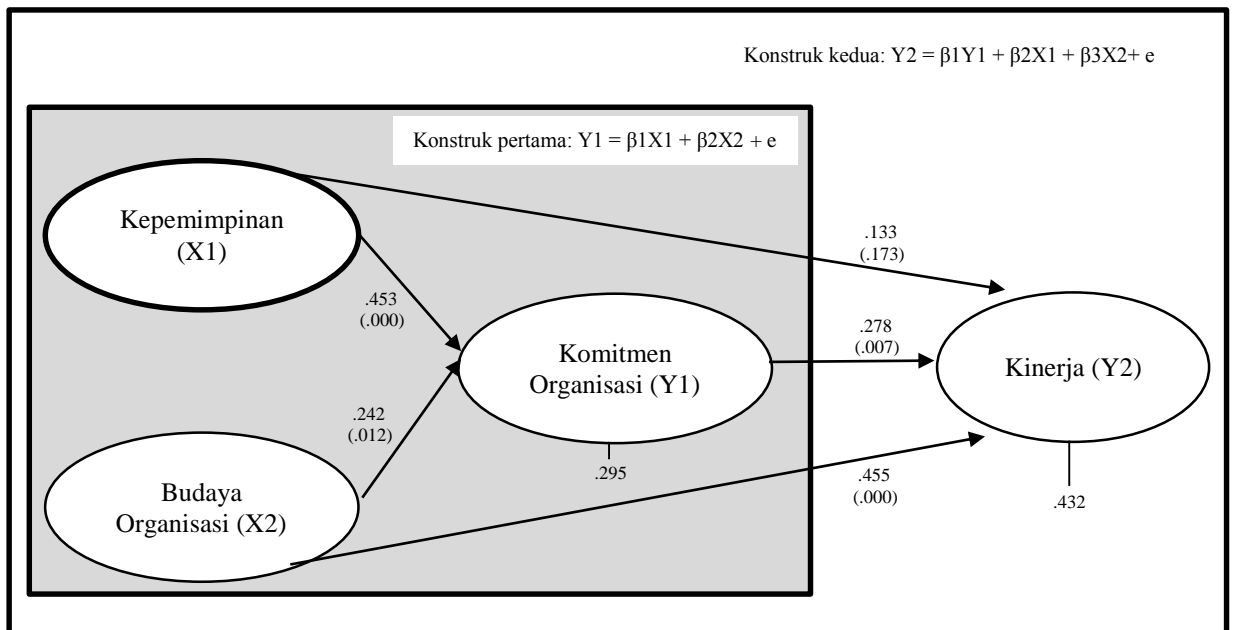 Konstruk kedua: Y2 = β1Y1 + β2X1 + β3X2+ e
Konstruk pertama: Y1 = β1X1 + β2X2 + e
Kepemimpinan
(X1)
.133
(.173)
.453
(.000)
Komitmen
Organisasi (Y1)
.278
(.007)
Kinerja (Y2)
.242
(.012)
.295
Budaya
Organisasi (X2)
.455
(.000)
.432